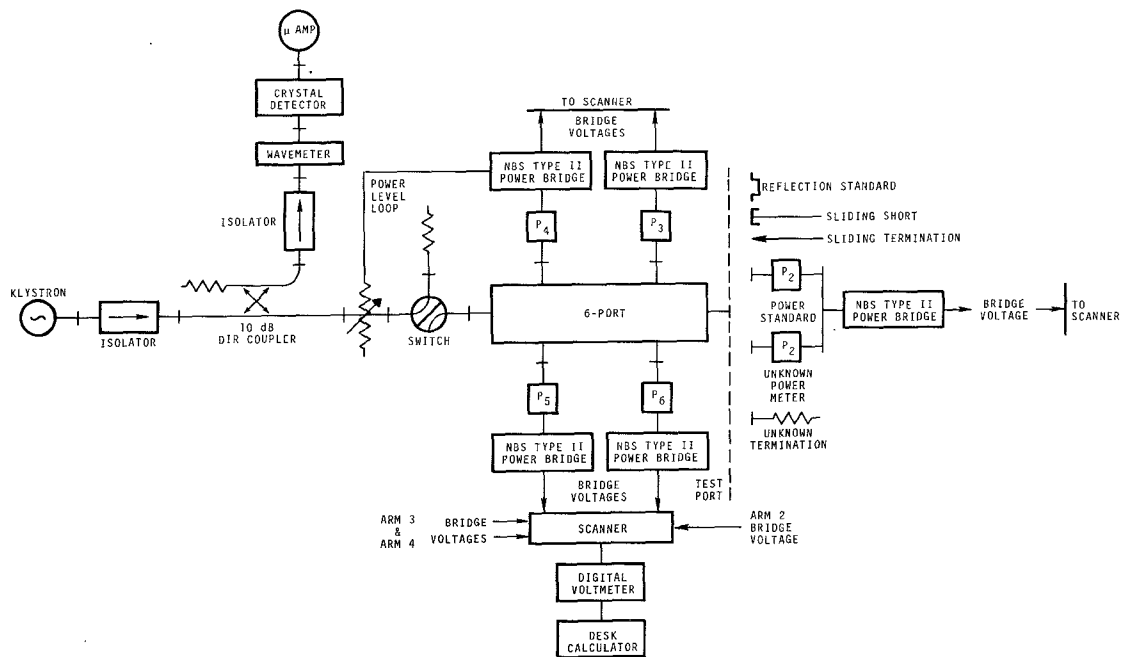 μ AMP
CRYSTAL
DETECTOR
WAVEMETER
ISOLATOR
KLYSTRON
ISOLATOR
10 dB
DIR COUPLER
POWER
LEVEL
LOOP
SWITCH
TO SCANNER
BRIDGE
VOLTAGES
NBS TYPE II
POWER BRIDGE
NBS TYPE II
POWER BRIDGE
P4
P3
6-PORT
P5
P6
NBS TYPE II
POWER BRIDGE
NBS TYPE II
POWER BRIDGE
BRIDGE
VOLTAGES
TEST
PORT
REFLECTION STANDARD
SLIDING SHORT
SLIDING TERMINATION
P2
POWER
STANDARD
P2
UNKNOWN
POWER
METER
UNKNOWN
TERMINATION
NBS TYPE II
POWER BRIDGE
BRIDGE
VOLTAGE
TO
SCANNER
ARM 3
&
ARM 4
BRIDGE
VOLTAGES
SCANNER
ARM 2
BRIDGE
VOLTAGE
DIGITAL
VOLTMETER
DESK
CALCULATOR